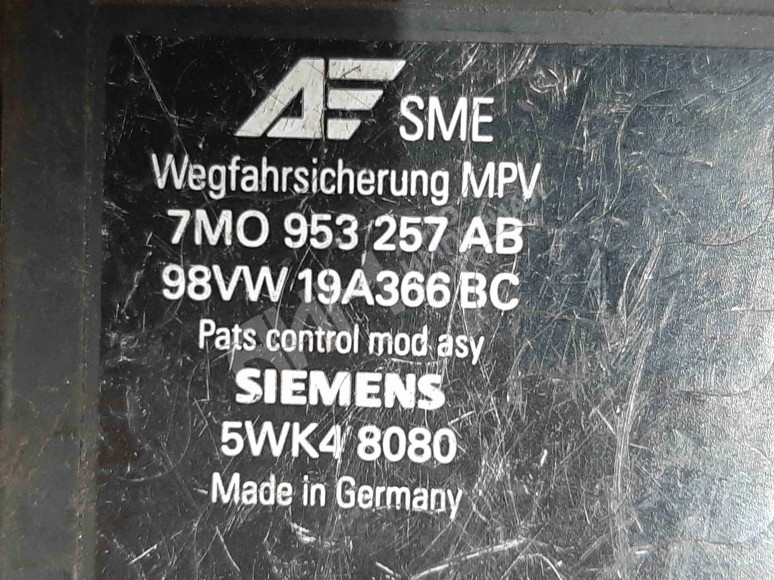 AE SME
Wegfahrsicherung MPV
7MO 953 257 AB
98VW 19A366 BC
Pats control mod asy
SIEMENS
5WK4 8080
Made in Germany